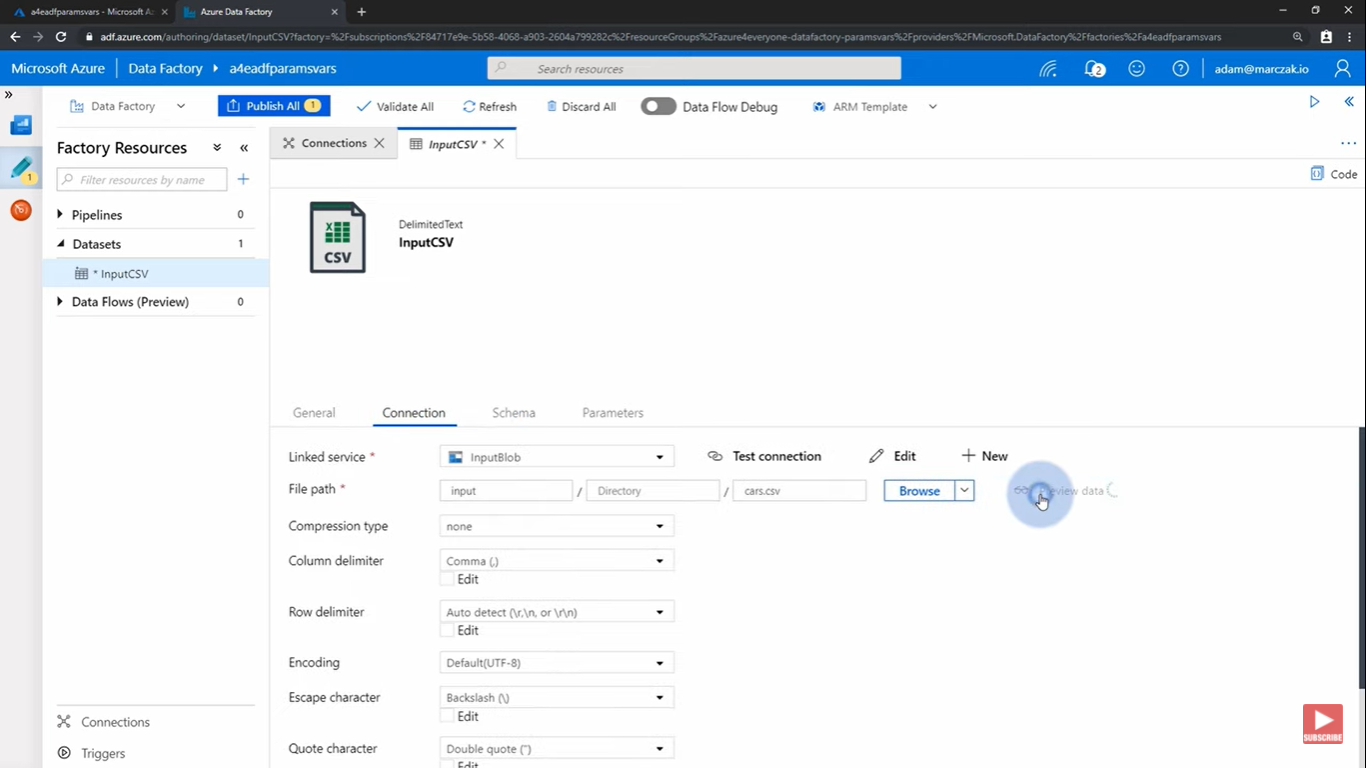 a4eadfparamsvars - Microsoft A
Azure Data Factory
adf.azure.com/authoring/dataset/InputCSV?factory=%2Fsubscriptions%2F84717e9e-5b58-4068-a903-2604a799282c%2FresourceGroups%2Fazure4everyone-datafactory-paramsvars%2Fproviders%2FMicrosoft.DataFactory%2Ffactories%2Fa4eadfparamsvars
Microsoft Azure Data Factory a4eadfparamsvars Search resources 2 adam@marczak.io
Data Factory Publish All 1 Validate All Refresh Discard All Data Flow Debug ARM Template
Factory Resources
Connections
InputCSV *
Filter resources by name
1
Code
Pipelines 0
Datasets 1
* InputCSV
Data Flows (Preview) 0
Connections
Triggers
CSV
DelimitedText
InputCSV
General Connection Schema Parameters
Linked service * InputBlob Test connection Edit New
File path * input / Directory / cars.csv Browse Preview data
Compression type none
Column delimiter Comma (,)
Edit
Row delimiter Auto detect (\r,\n, or \r\n)
Edit
Encoding Default(UTF-8)
Escape character Backslash (\)
Edit
Quote character Double quote (")
Edit
SUBSCRIBE